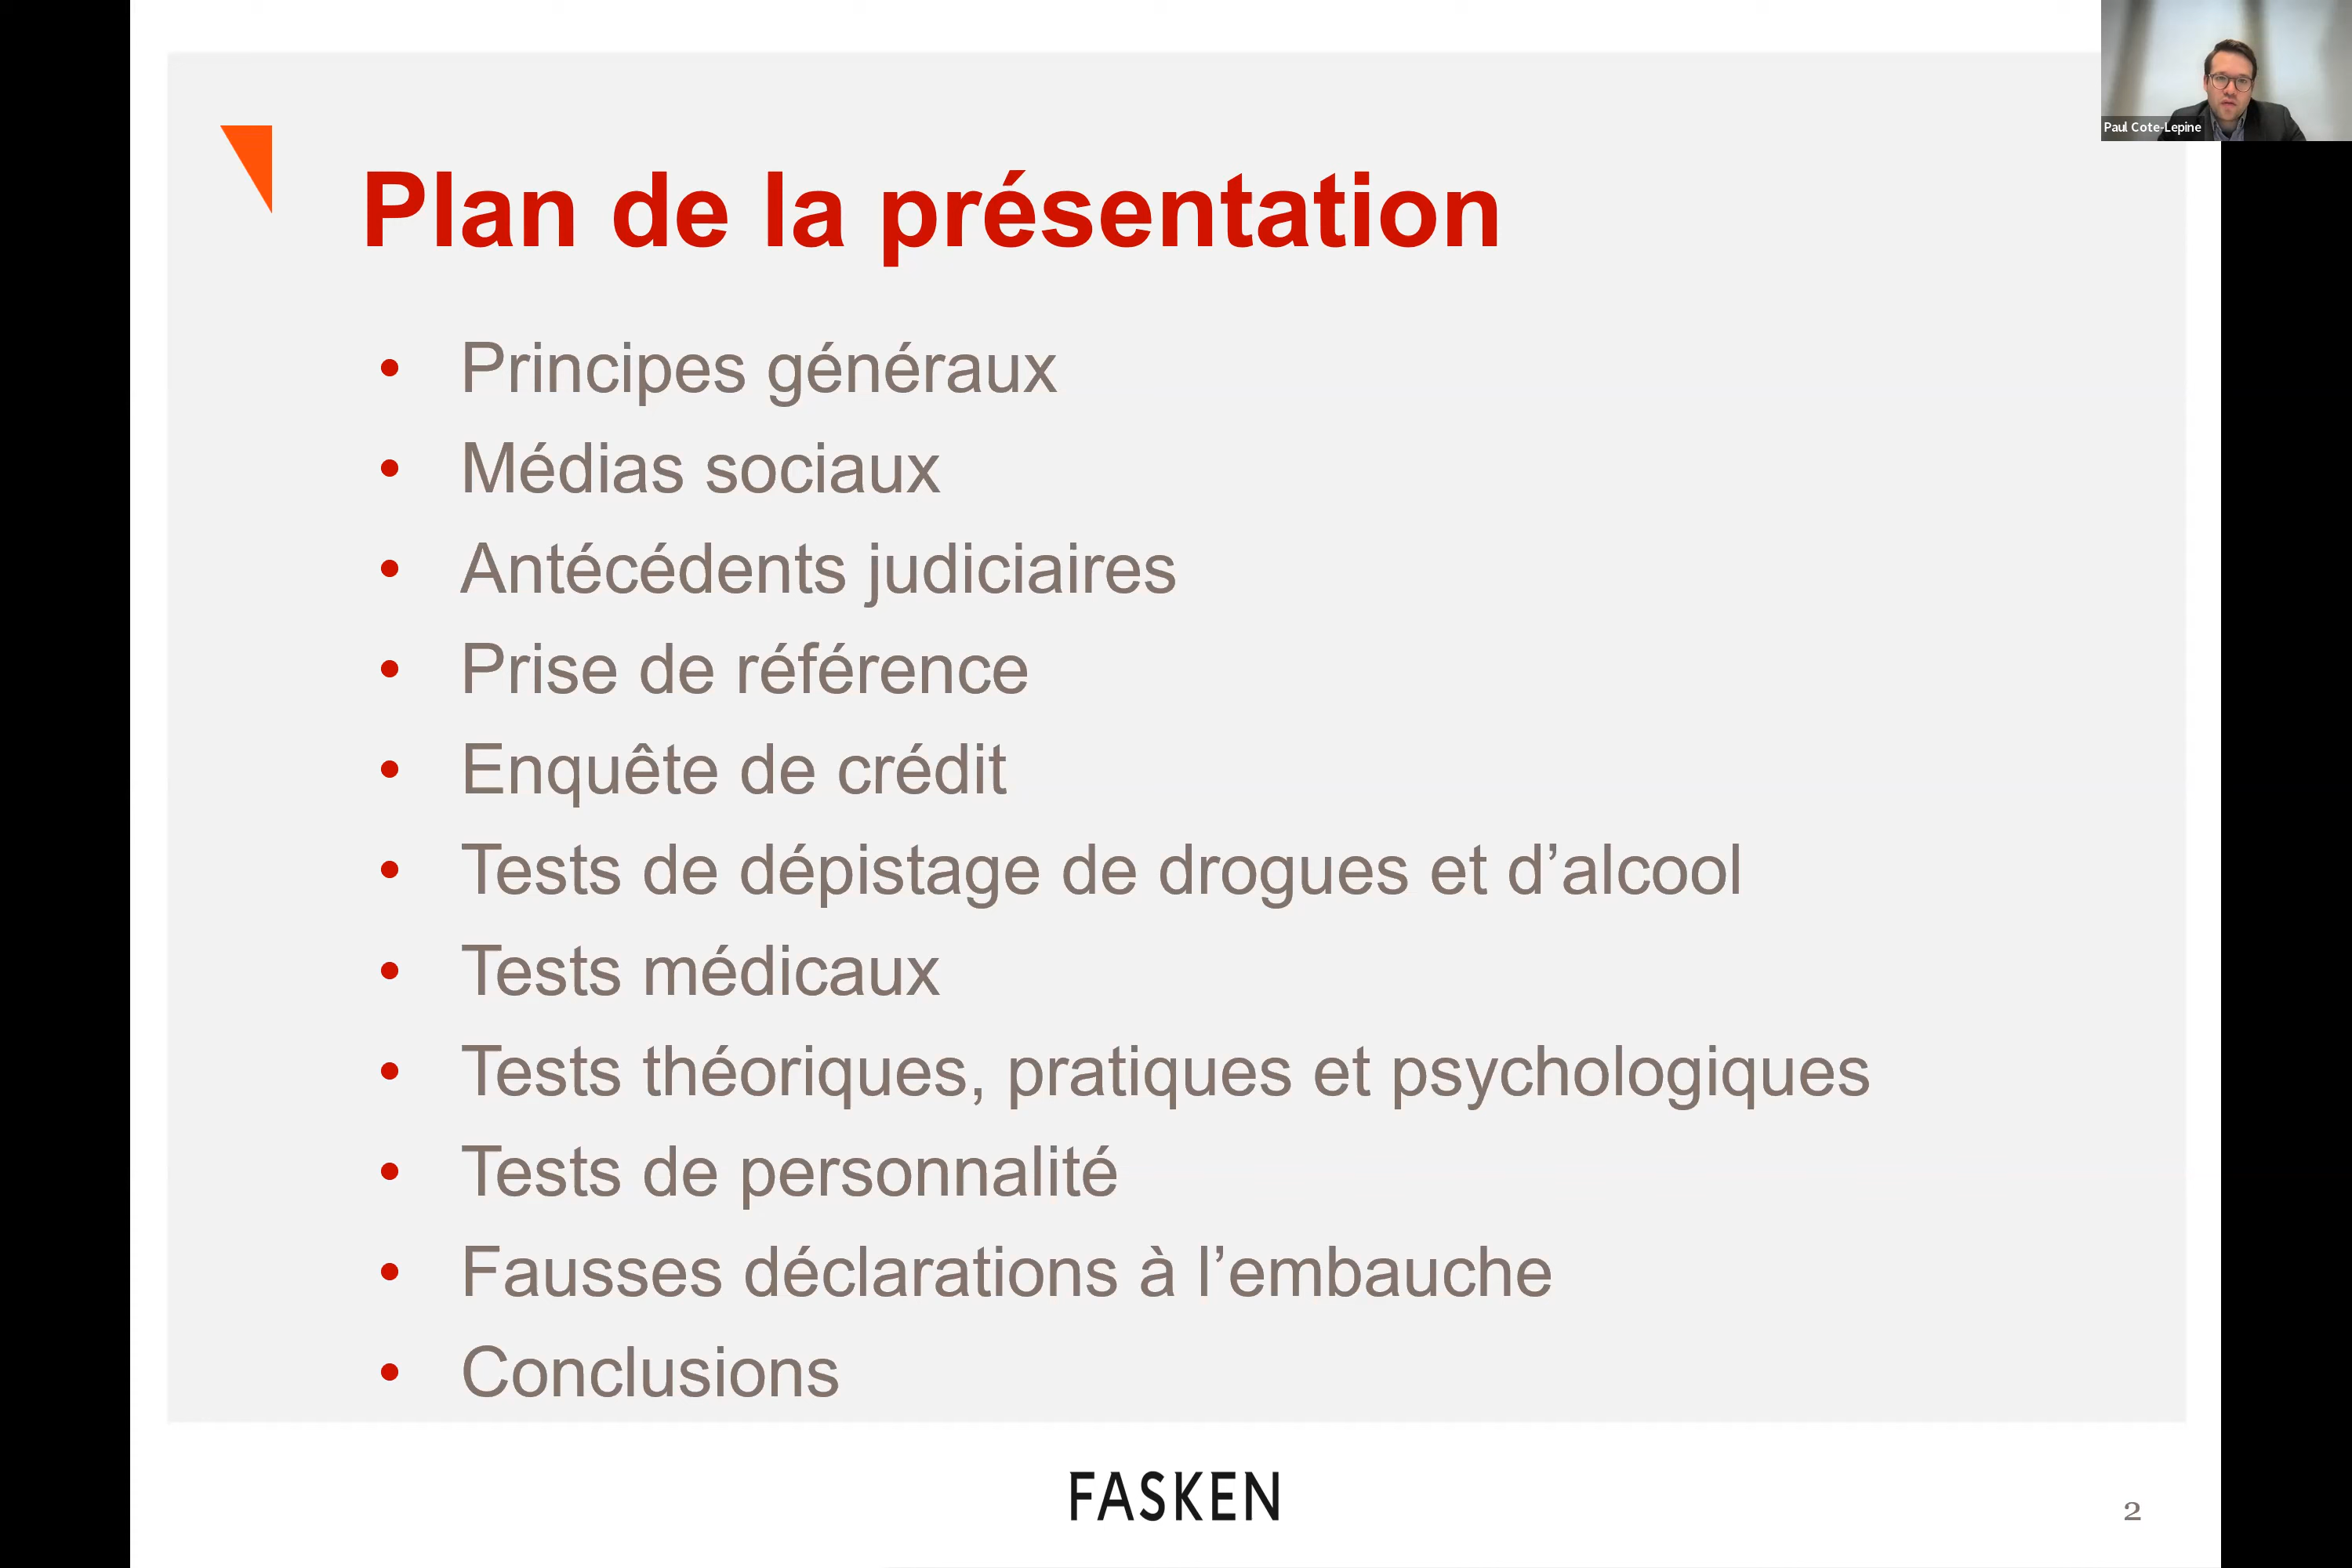 Paul Cote-Lepine
Plan de la présentation
• Principes généraux
• Médias sociaux
• Antécédents judiciaires
• Prise de référence
• Enquête de crédit
• Tests de dépistage de drogues et d’alcool
• Tests médicaux
• Tests théoriques, pratiques et psychologiques
• Tests de personnalité
• Fausses déclarations à l’embauche
• Conclusions
FASKEN
2